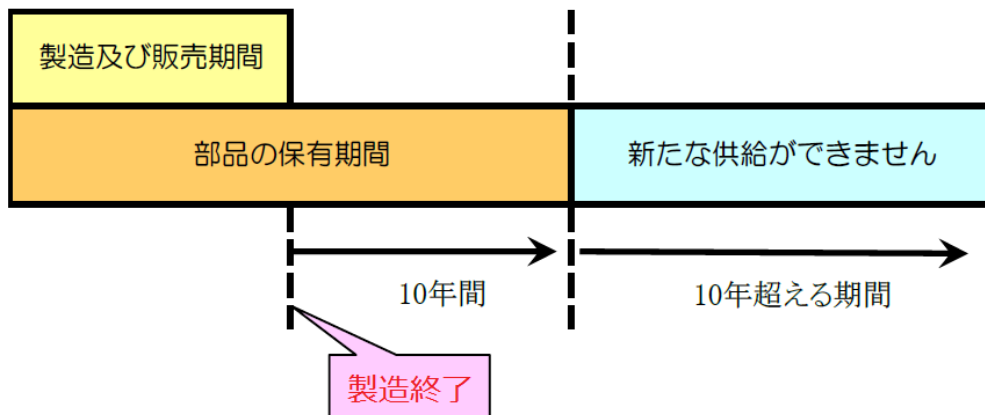 製造及び販売期間
部品の保有期間
新たな供給ができません
10年間
10年超える期間
製造終了